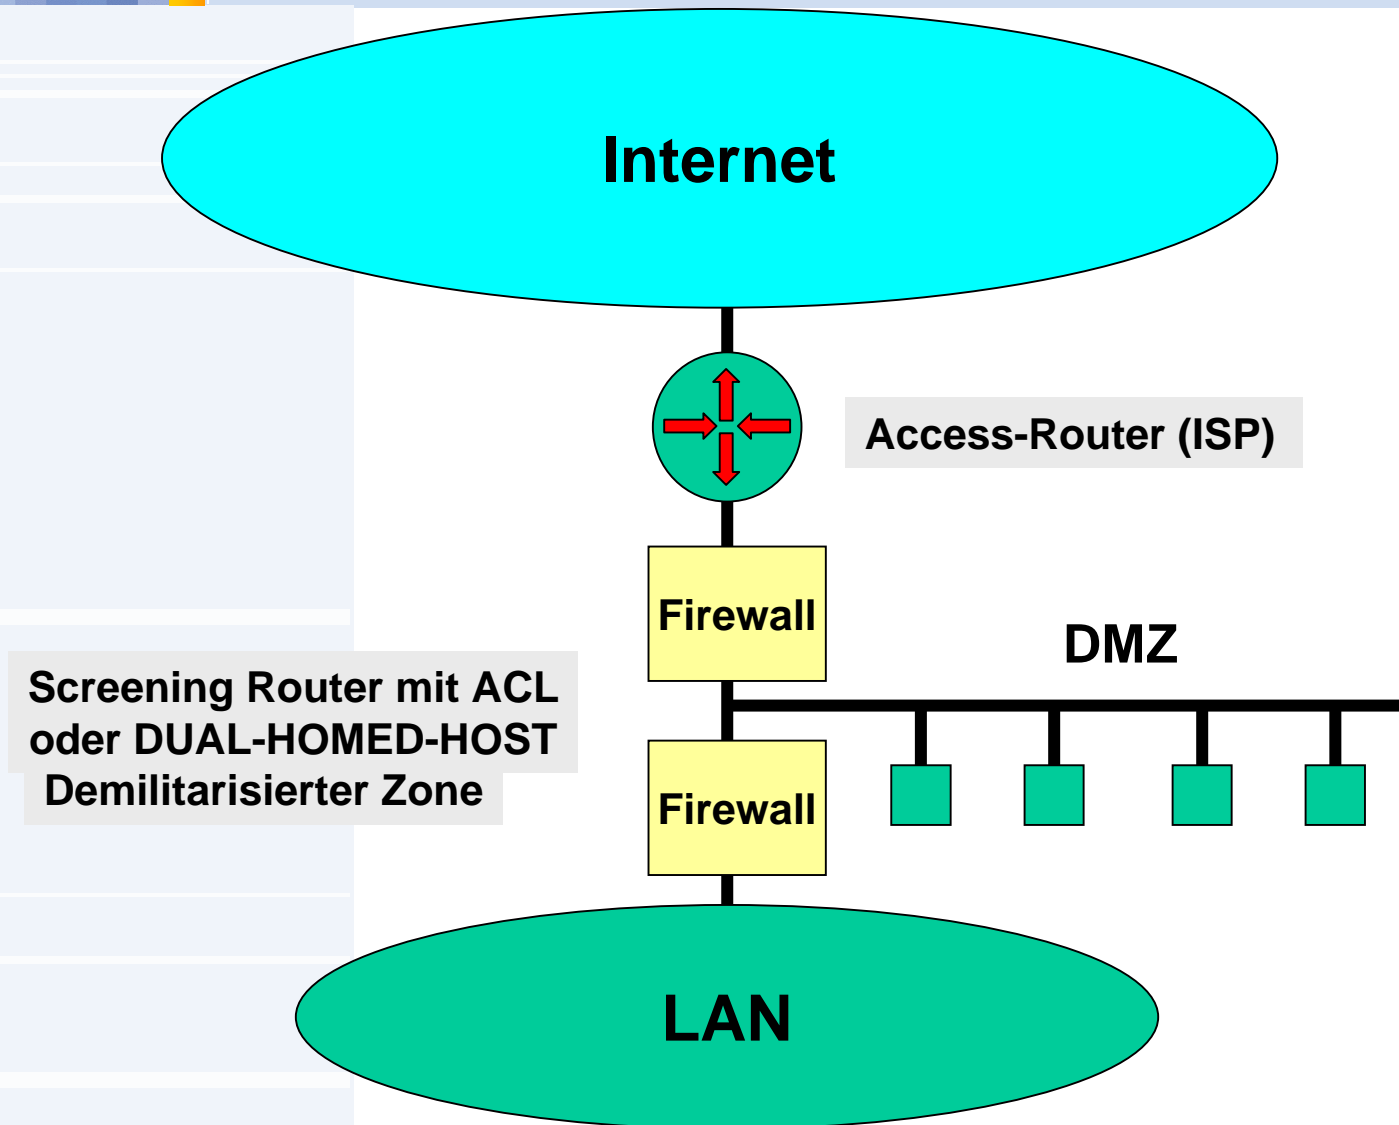 Internet
Access-Router (ISP)
Firewall
DMZ
Screening Router mit ACL
oder DUAL-HOMED-HOST
Demilitarisierter Zone
Firewall
LAN